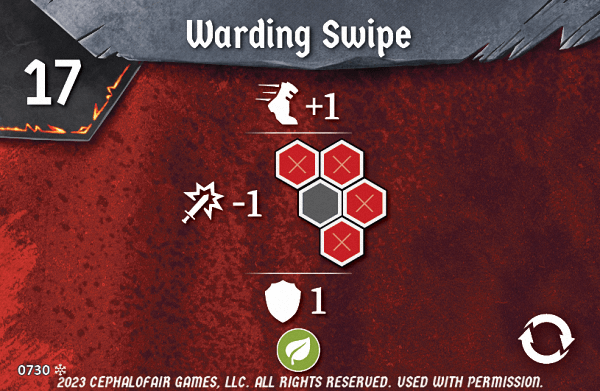 Warding Swipe
17
+1
-1
1
0730
2023 CEPHALOFAIR GAMES, LLC. ALL RIGHTS RESERVED. USED WITH PERMISSION.